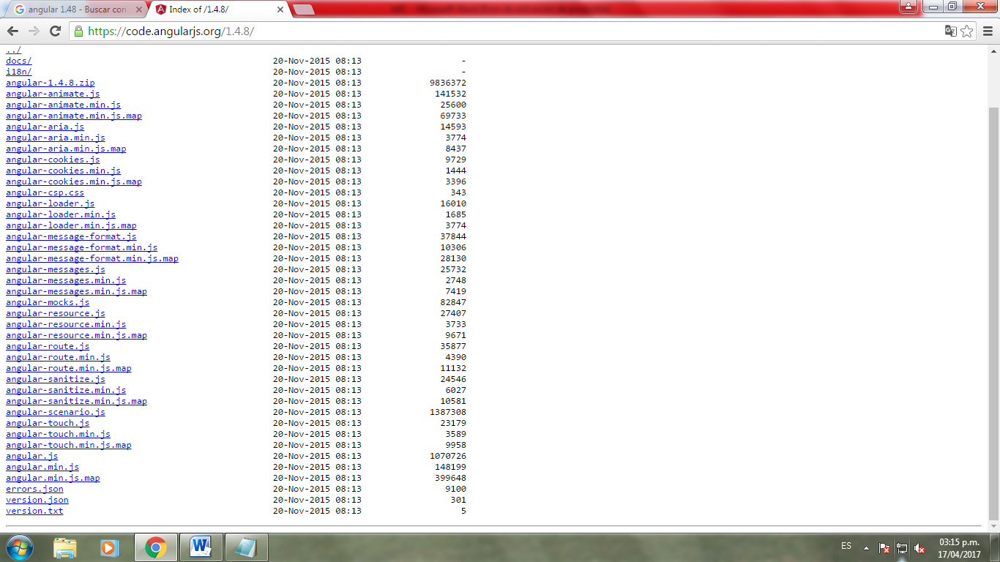 angular 1.48 - Buscar con
Index of /1.4.8/
https://code.angularjs.org/1.4.8/
../
docs/ 20-Nov-2015 08:13 -
i18n/ 20-Nov-2015 08:13 -
angular-1.4.8.zip 20-Nov-2015 08:13 9836372
angular-animate.js 20-Nov-2015 08:13 141532
angular-animate.min.js 20-Nov-2015 08:13 25600
angular-animate.min.js.map 20-Nov-2015 08:13 69733
angular-aria.js 20-Nov-2015 08:13 14593
angular-aria.min.js 20-Nov-2015 08:13 3774
angular-aria.min.js.map 20-Nov-2015 08:13 8437
angular-cookies.js 20-Nov-2015 08:13 9729
angular-cookies.min.js 20-Nov-2015 08:13 1444
angular-cookies.min.js.map 20-Nov-2015 08:13 3396
angular-csp.css 20-Nov-2015 08:13 343
angular-loader.js 20-Nov-2015 08:13 16010
angular-loader.min.js 20-Nov-2015 08:13 1685
angular-loader.min.js.map 20-Nov-2015 08:13 3774
angular-message-format.js 20-Nov-2015 08:13 37844
angular-message-format.min.js 20-Nov-2015 08:13 10306
angular-message-format.min.js.map 20-Nov-2015 08:13 28130
angular-messages.js 20-Nov-2015 08:13 25732
angular-messages.min.js 20-Nov-2015 08:13 2748
angular-messages.min.js.map 20-Nov-2015 08:13 7419
angular-mocks.js 20-Nov-2015 08:13 82847
angular-resource.js 20-Nov-2015 08:13 27407
angular-resource.min.js 20-Nov-2015 08:13 3733
angular-resource.min.js.map 20-Nov-2015 08:13 9671
angular-route.js 20-Nov-2015 08:13 35877
angular-route.min.js 20-Nov-2015 08:13 4390
angular-route.min.js.map 20-Nov-2015 08:13 11132
angular-sanitize.js 20-Nov-2015 08:13 24546
angular-sanitize.min.js 20-Nov-2015 08:13 6027
angular-sanitize.min.js.map 20-Nov-2015 08:13 10581
angular-scenario.js 20-Nov-2015 08:13 1387308
angular-touch.js 20-Nov-2015 08:13 23179
angular-touch.min.js 20-Nov-2015 08:13 3589
angular-touch.min.js.map 20-Nov-2015 08:13 9958
angular.js 20-Nov-2015 08:13 1070726
angular.min.js 20-Nov-2015 08:13 148199
angular.min.js.map 20-Nov-2015 08:13 399648
errors.json 20-Nov-2015 08:13 9100
version.json 20-Nov-2015 08:13 301
version.txt 20-Nov-2015 08:13 5
ES
03:15 p.m.
17/04/2017